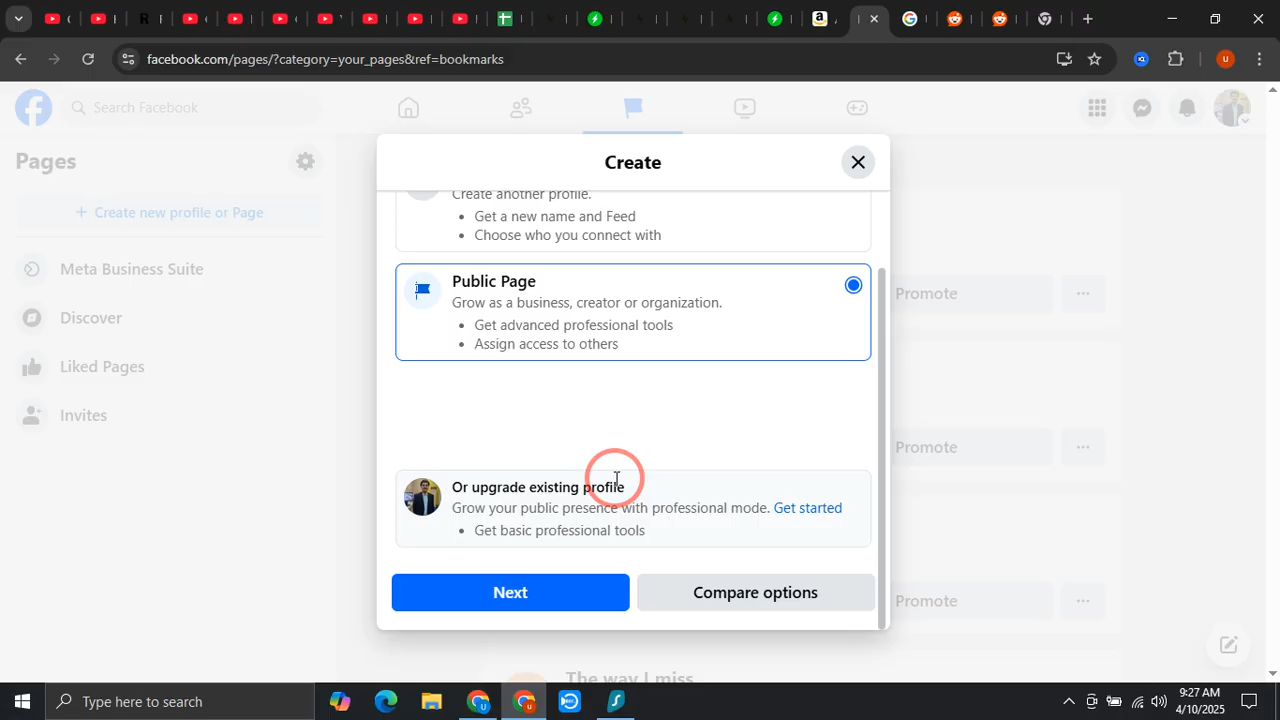 facebook.com/pages/?category=your_pages&ref=bookmarks
u
Search Facebook
Pages
+ Create new profile or Page
Meta Business Suite
Discover
Liked Pages
Invites
Create
Create another profile.
• Get a new name and Feed
• Choose who you connect with
Public Page
Grow as a business, creator or organization.
• Get advanced professional tools
• Assign access to others
Or upgrade existing profile
Grow your public presence with professional mode. Get started
• Get basic professional tools
Next
Compare options
Promote
Promote
Promote
The way I miss
Type here to search
9:27 AM
4/10/2025